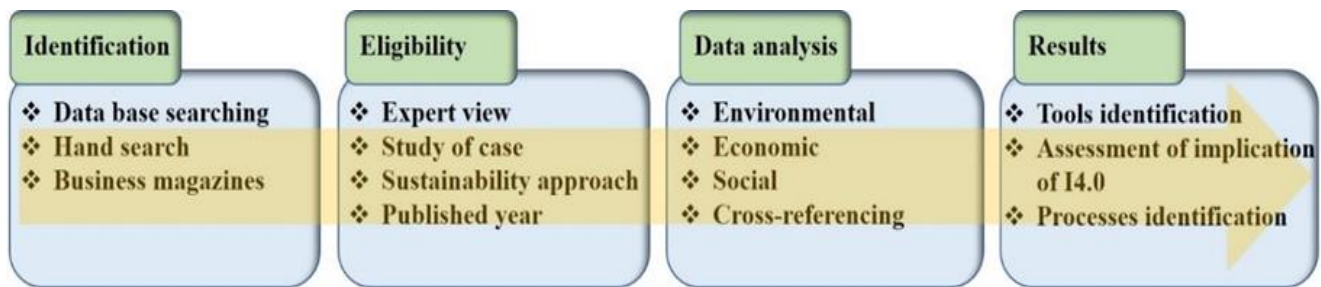 Identification
❖ Data base searching
❖ Hand search
❖ Business magazines
Eligibility
❖ Expert view
❖ Study of case
❖ Sustainability approach
❖ Published year
Data analysis
❖ Environmental
❖ Economic
❖ Social
❖ Cross-referencing
Results
❖ Tools identification
❖ Assessment of implication
of I4.0
❖ Processes identification